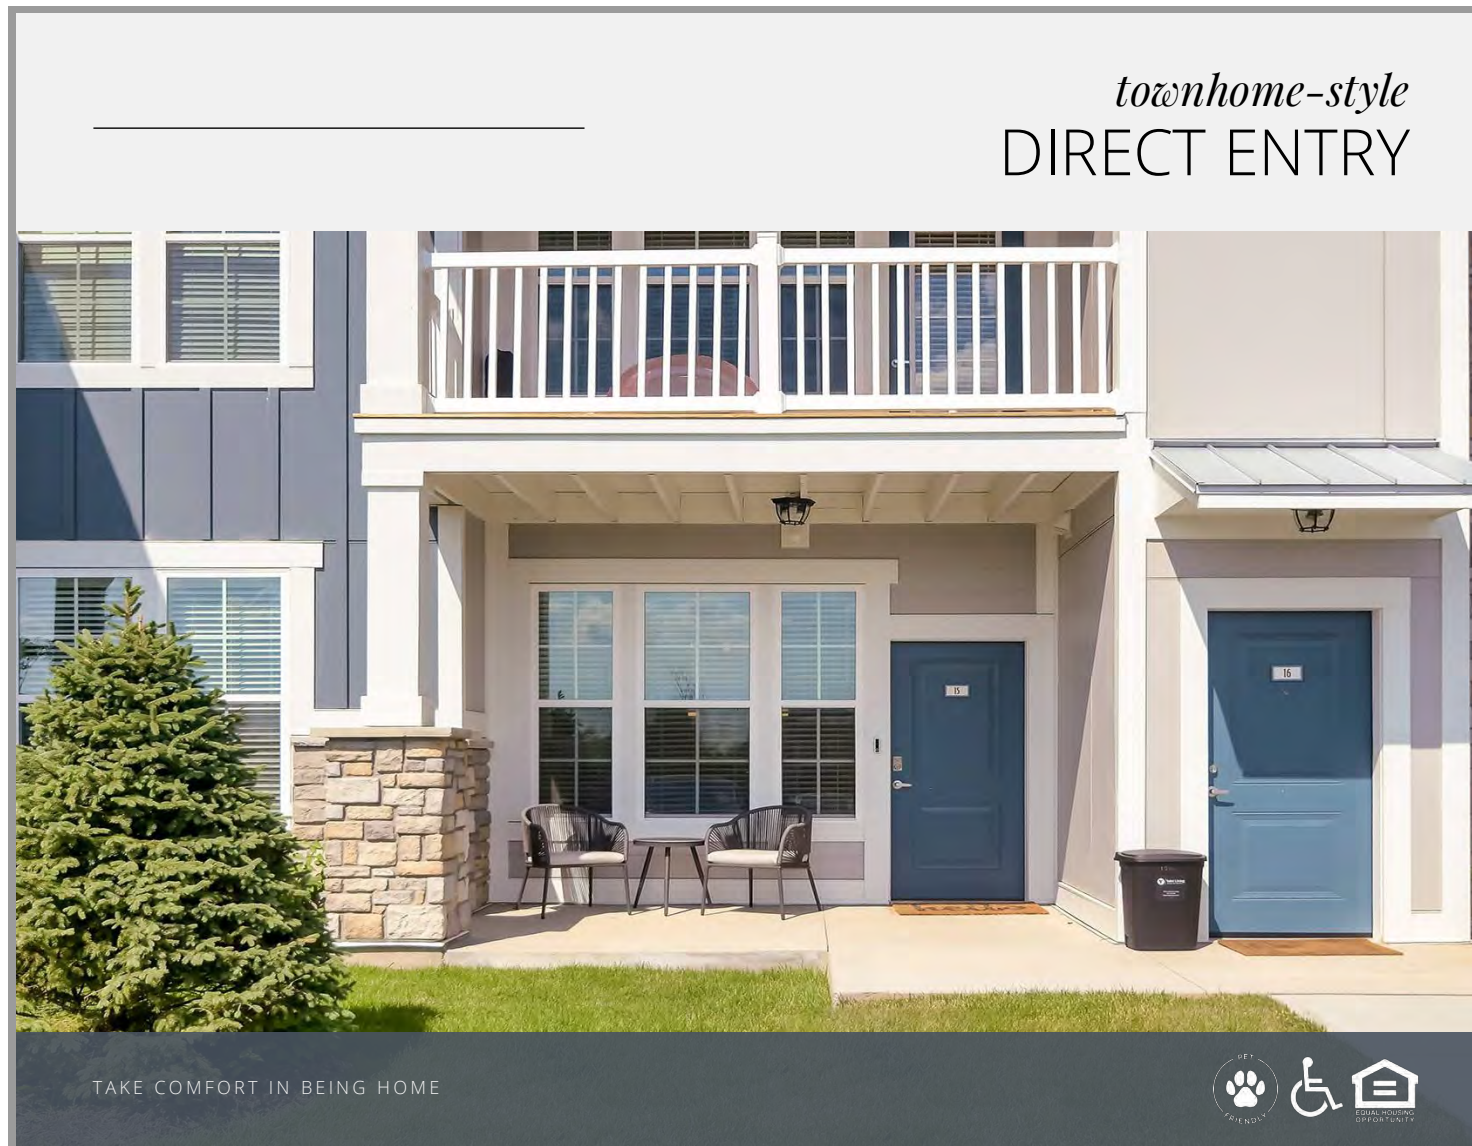 townhome-style
DIRECT ENTRY
15
16
TAKE COMFORT IN BEING HOME
PET
FRIENDLY
EQUAL HOUSING
OPPORTUNITY